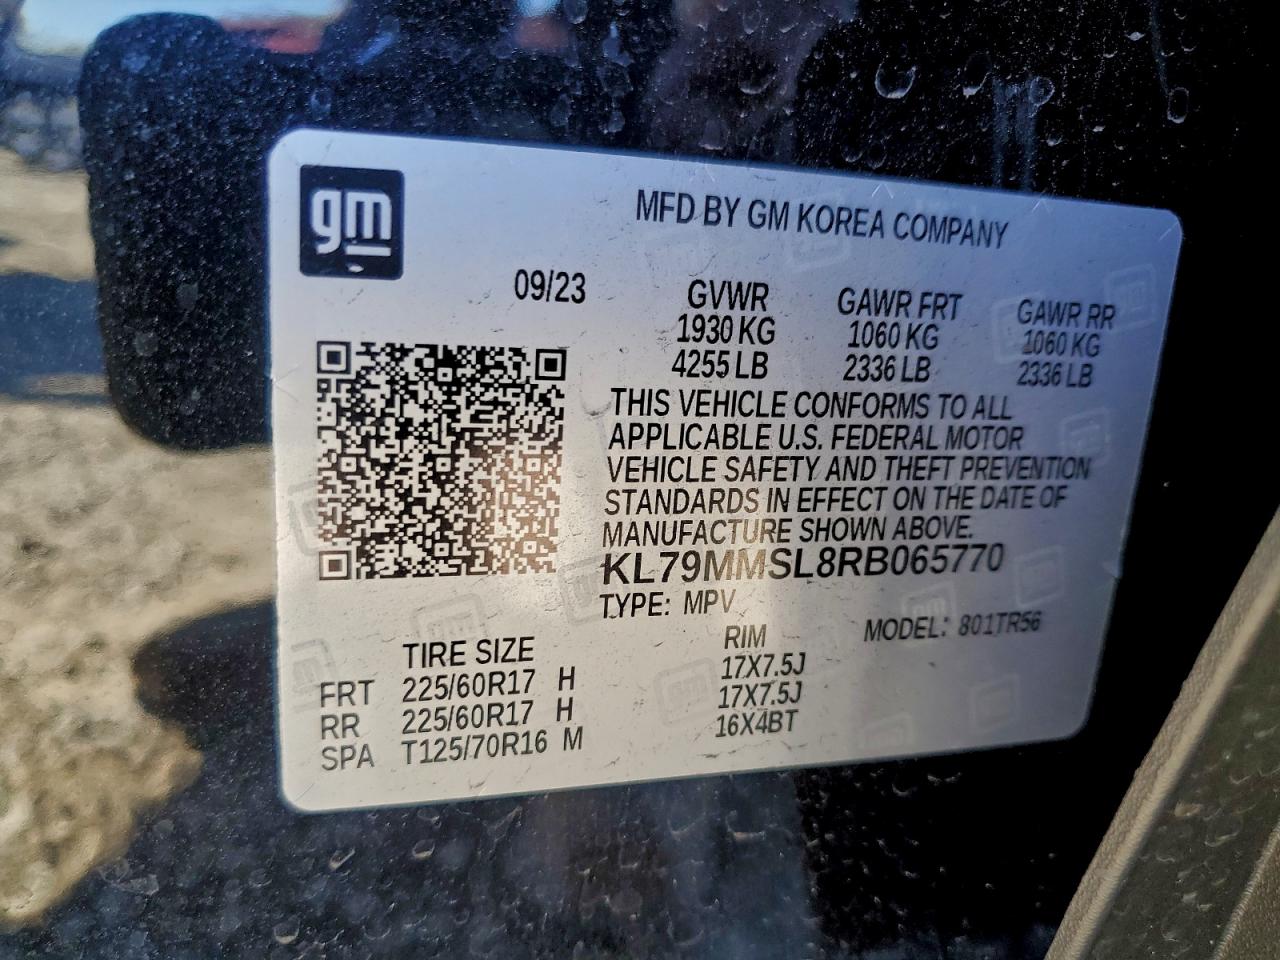 gm
MFD BY GM KOREA COMPANY
09/23 GVWR GAWR FRT GAWR RR
1930 KG 1060 KG 1060 KG
4255 LB 2336 LB 2336 LB
THIS VEHICLE CONFORMS TO ALL
APPLICABLE U.S. FEDERAL MOTOR
VEHICLE SAFETY AND THEFT PREVENTION
STANDARDS IN EFFECT ON THE DATE OF
MANUFACTURE SHOWN ABOVE.
KL79MMSL8RB065770
TYPE: MPV MODEL: 801TR56
TIRE SIZE RIM
FRT 225/60R17 H 17X7.5J
RR 225/60R17 H 17X7.5J
SPA T125/70R16 M 16X4BT